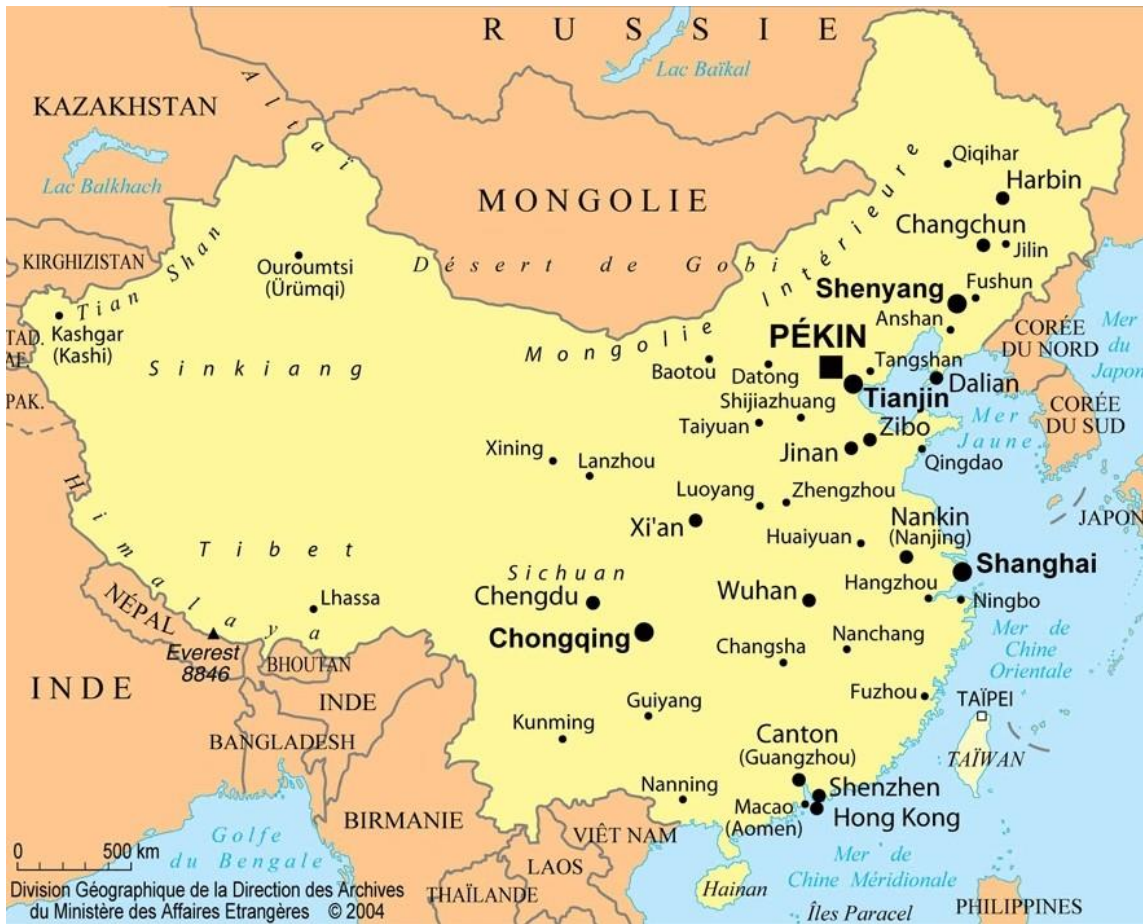 RUSSIE
Lac Baïkal
Altaï
KAZAKHSTAN
Lac Balkhach
MONGOLIE
Qiqihar
Harbin
Changchun
Jilin
KIRGHIZISTAN
Tian Shan
Ouroumtsi
(Ürümqi)
Désert de Gobi
Mongolie Intérieure
Shenyang
Fushun
Anshan
Kashgar
(Kashi)
TAD.
AF.
PAK.
Sinkiang
PÉKIN
Baotou
Datong
Tangshan
Tianjin
Dalian
CORÉE
DU NORD
Mer
du
Japon
Shijiazhuang
Taiyuan
Zibo
Jinan
Mer
Jaune
CORÉE
DU SUD
Qingdao
Xining
Lanzhou
Luoyang
Zhengzhou
Xi'an
Huaiyuan
Nankin
(Nanjing)
JAPON
Himalaya
Tibet
Sichuan
Chengdu
Wuhan
Hangzhou
Shanghai
Ningbo
NÉPAL
Lhassa
Everest
8846
BHOUTAN
Chongqing
Changsha
Nanchang
Mer de
Chine
Orientale
INDE
INDE
Guiyang
Kunming
Fuzhou
TAÏPEI
TAÏWAN
BANGLADESH
Canton
(Guangzhou)
Shenzhen
Hong Kong
Macao
(Aomen)
Nanning
BIRMANIE
VIÊT NAM
LAOS
THAÏLANDE
Golfe
du Bengale
Hainan
Mer de
Chine Méridionale
Îles Paracel
PHILIPPINES
0 500 km
Division Géographique de la Direction des Archives
du Ministère des Affaires Etrangères © 2004